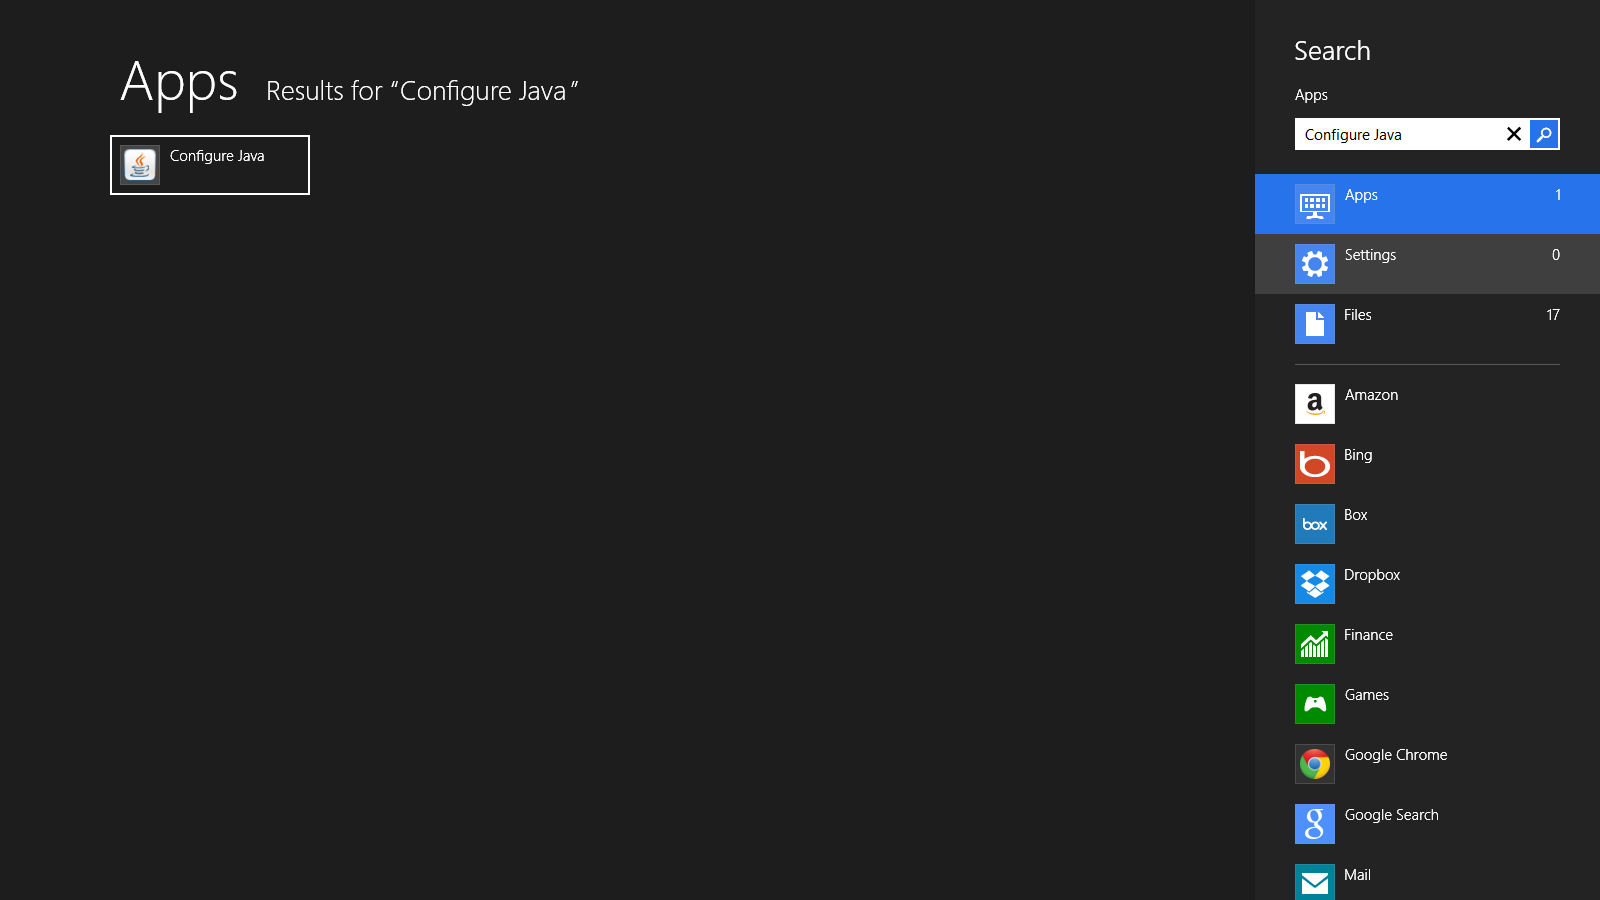 Apps Results for “Configure Java”
Configure Java
Search
Apps
Configure Java
Apps 1
Settings 0
Files 17
a Amazon
b Bing
box Box
Dropbox
Finance
Games
Google Chrome
g Google Search
Mail